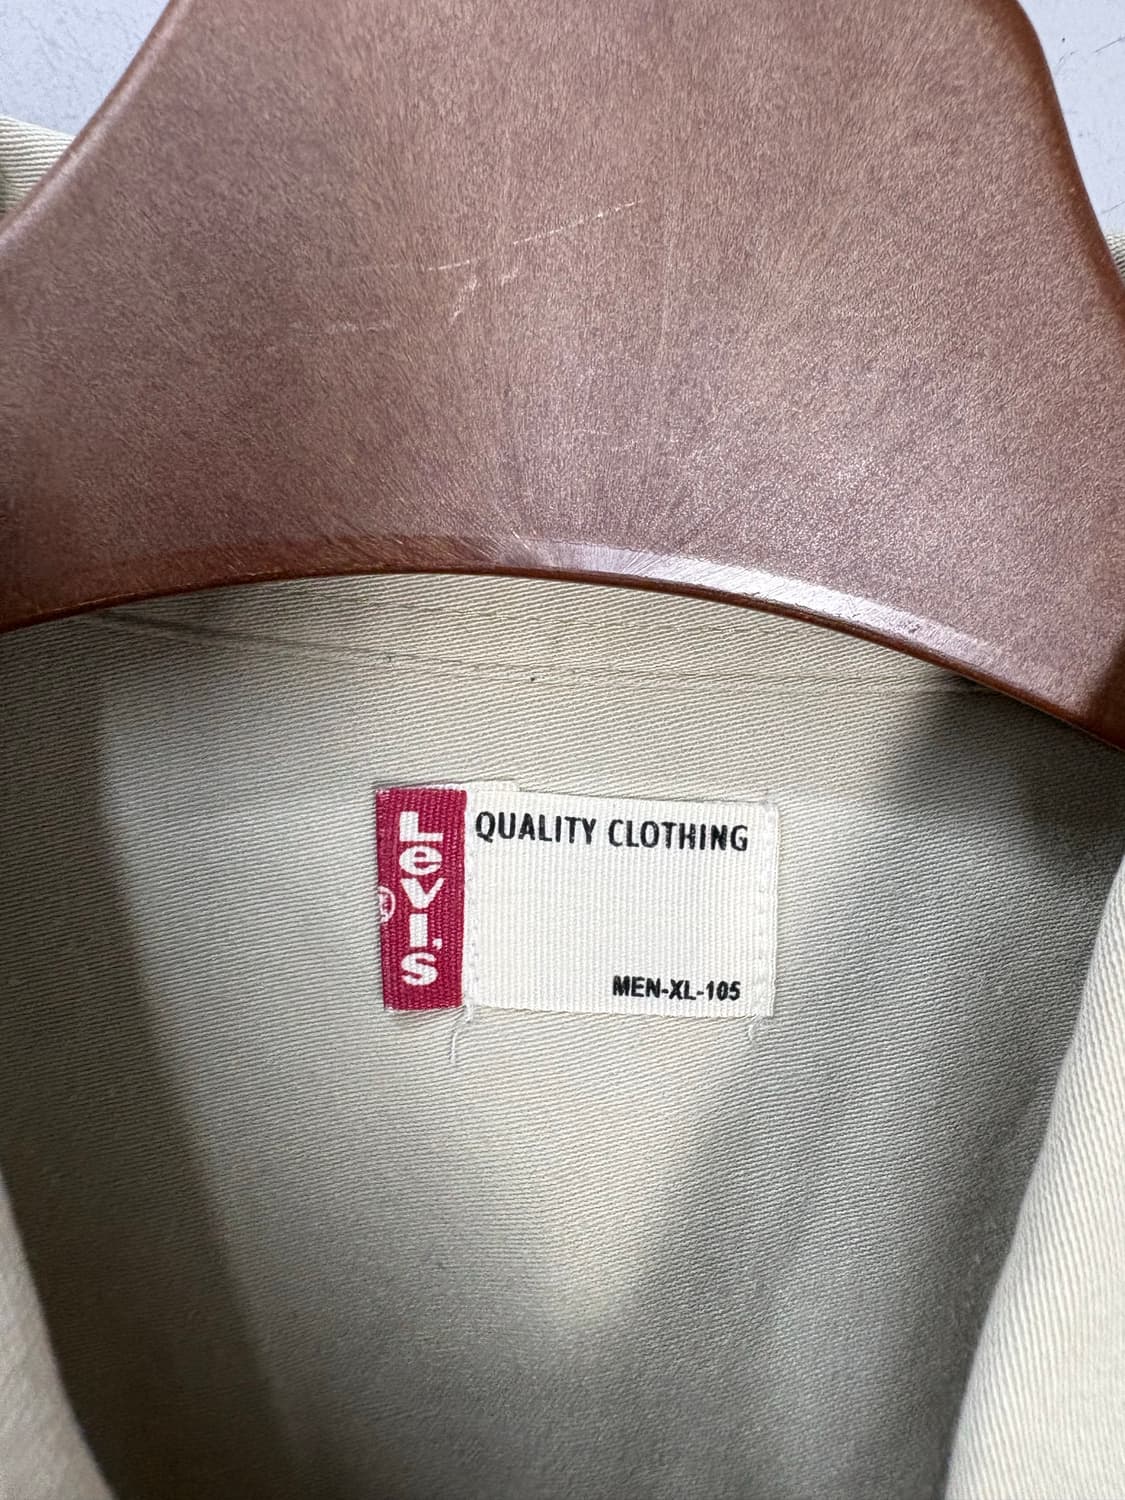 LeVI'S
®
QUALITY CLOTHING
MEN-XL-105